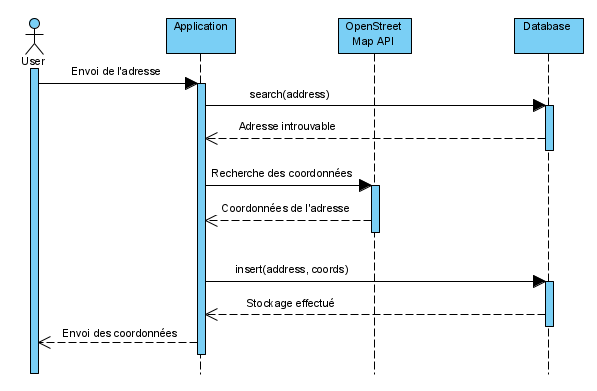 Application
OpenStreet
Map API
Database
User
Envoi de l'adresse
search(address)
Adresse introuvable
Recherche des coordonnées
Coordonnées de l'adresse
insert(address, coords)
Stockage effectué
Envoi des coordonnées